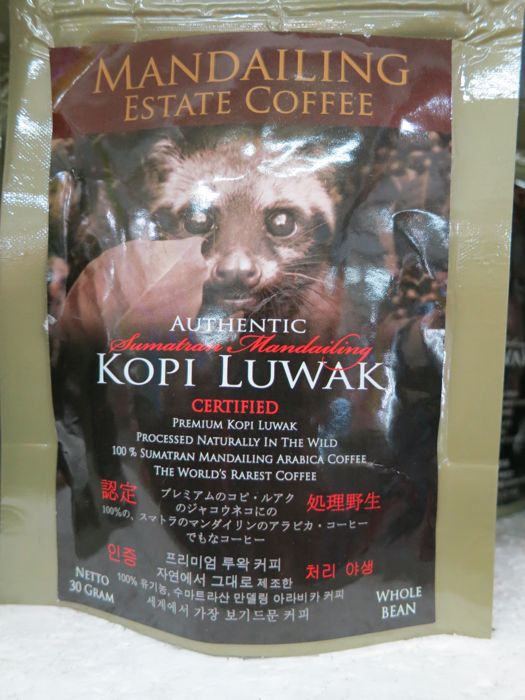 MANDAILING
ESTATE COFFEE
AUTHENTIC
Sumatran Mandailing
KOPI LUWAK
CERTIFIED
PREMIUM KOPI LUWAK
PROCESSED NATURALLY IN THE WILD
100 % SUMATRAN MANDAILING ARABICA COFFEE
THE WORLD'S RAREST COFFEE
認定
プレミアムのコピ・ルアク
のジャコウネコにの
処理野生
100%の、スマトラのマンダイリンのアラビカ・コーヒー
でもなコーヒー
인증
프리미엄 루왁 커피
자연에서 그대로 제조한
처리 야생
100% 유기농, 수마트라산 만델링 아라비카 커피
세계에서 가장 보기드문 커피
NETTO
30 GRAM
WHOLE
BEAN